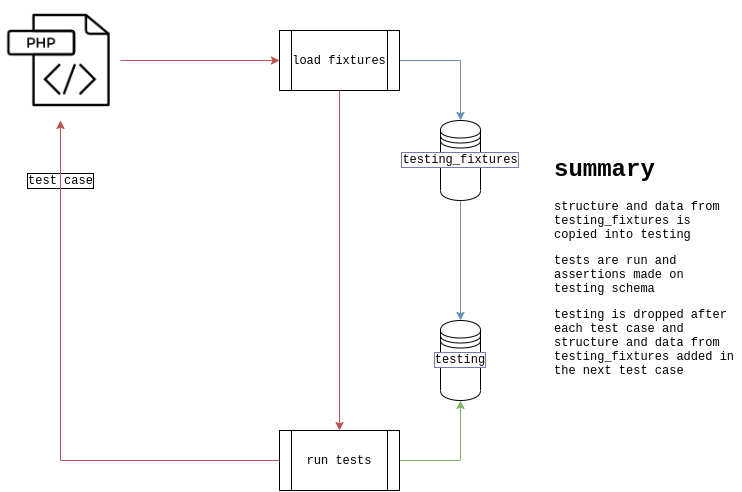 PHP
</>
load fixtures
testing_fixtures
test case
summary
structure and data from
testing_fixtures is
copied into testing
tests are run and
assertions made on
testing schema
testing is dropped after
each test case and
structure and data from
testing_fixtures added in
the next test case
testing
run tests